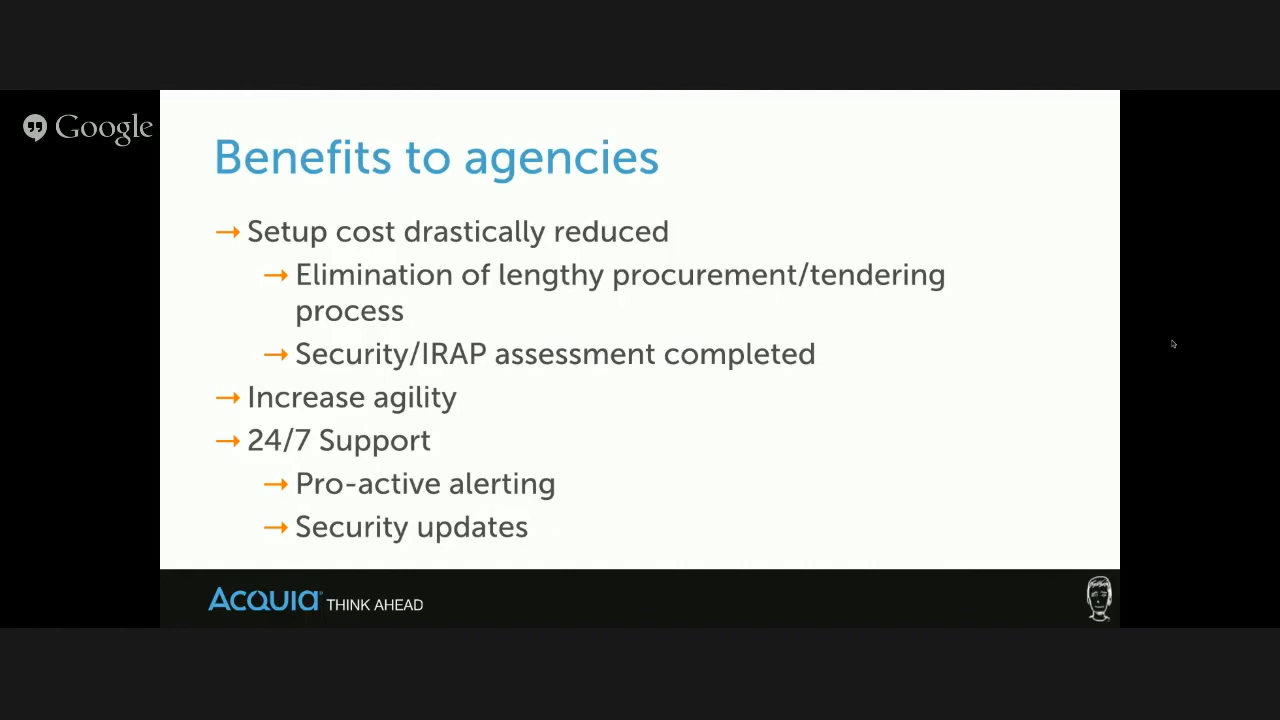 Google
Benefits to agencies
→ Setup cost drastically reduced
→ Elimination of lengthy procurement/tendering
process
→ Security/IRAP assessment completed
→ Increase agility
→ 24/7 Support
→ Pro-active alerting
→ Security updates
Acquia THINK AHEAD